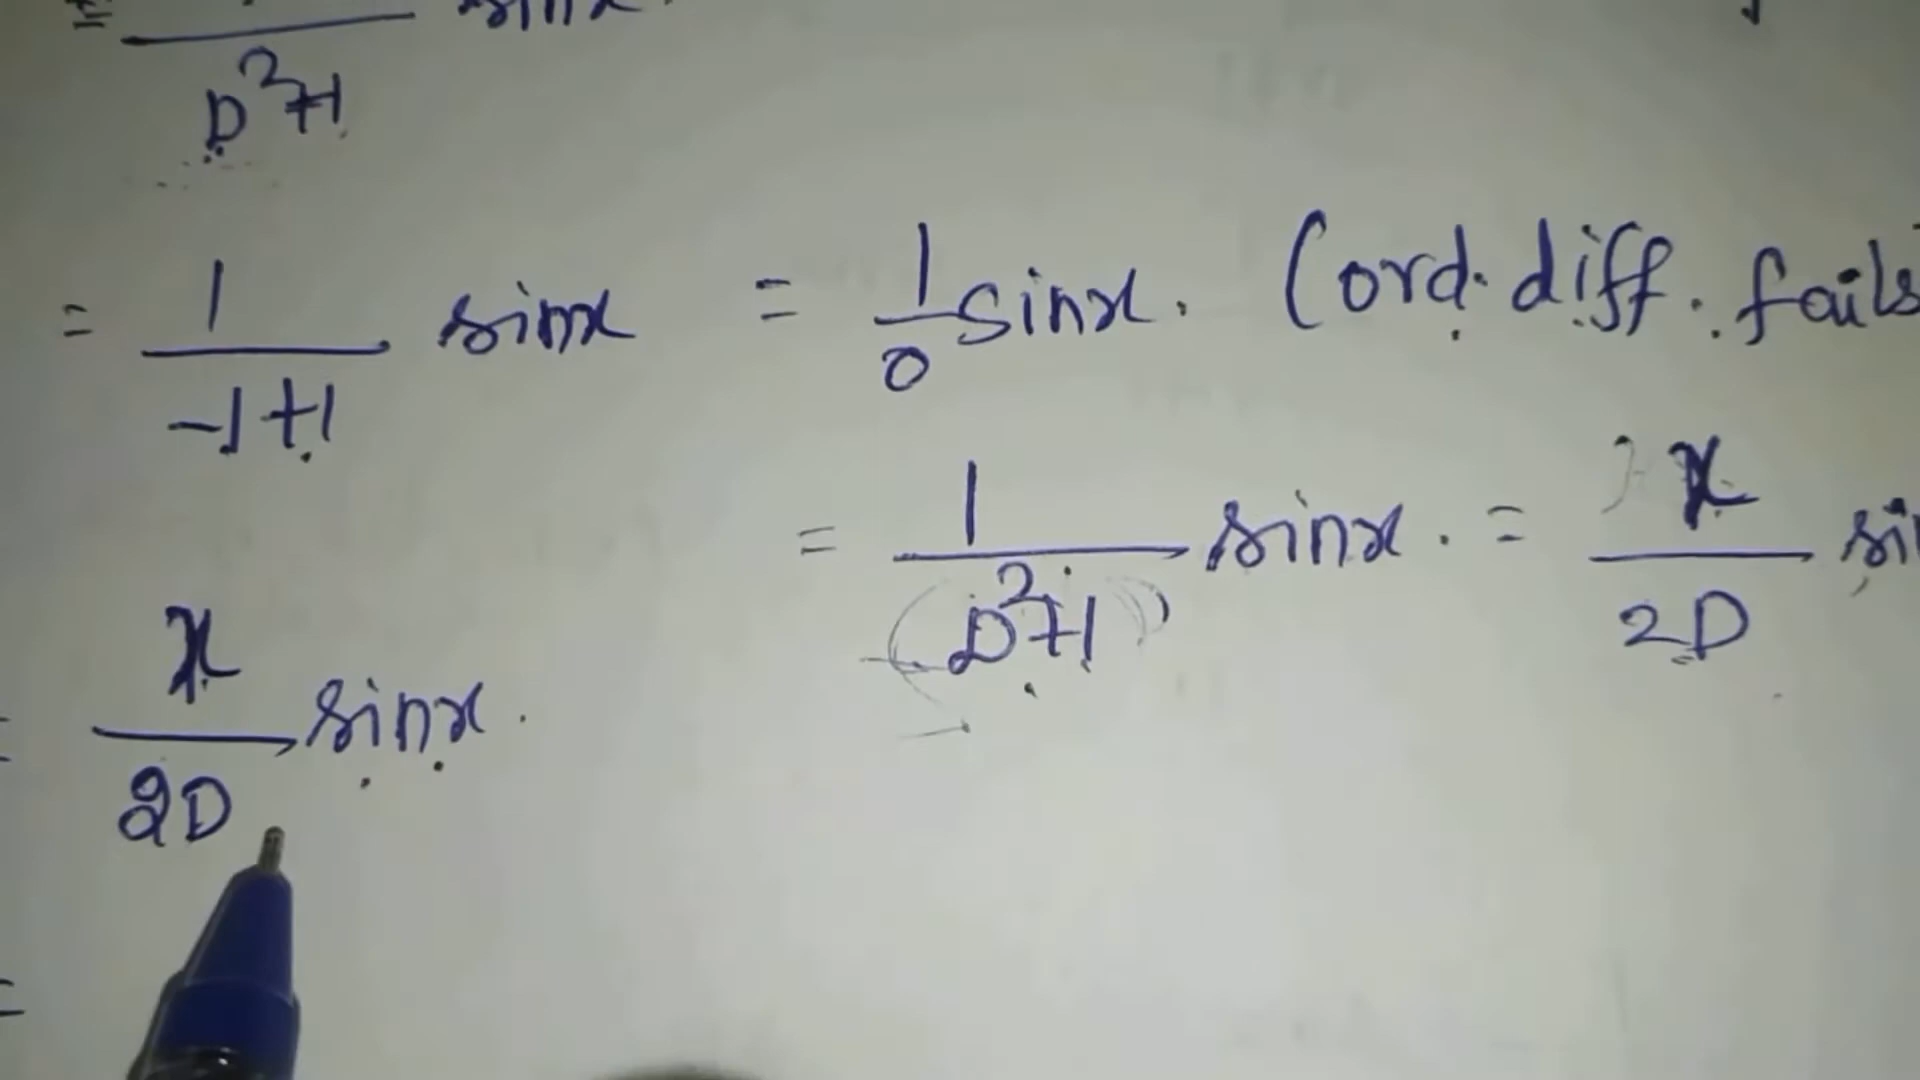 = ― sinx.
D²+1
= 1/(-1+1) sinx = 1/0 sinx. (ord. diff. fails
= 1/(D²+1) sinx. = x/2D
= x/2D sinx.
=